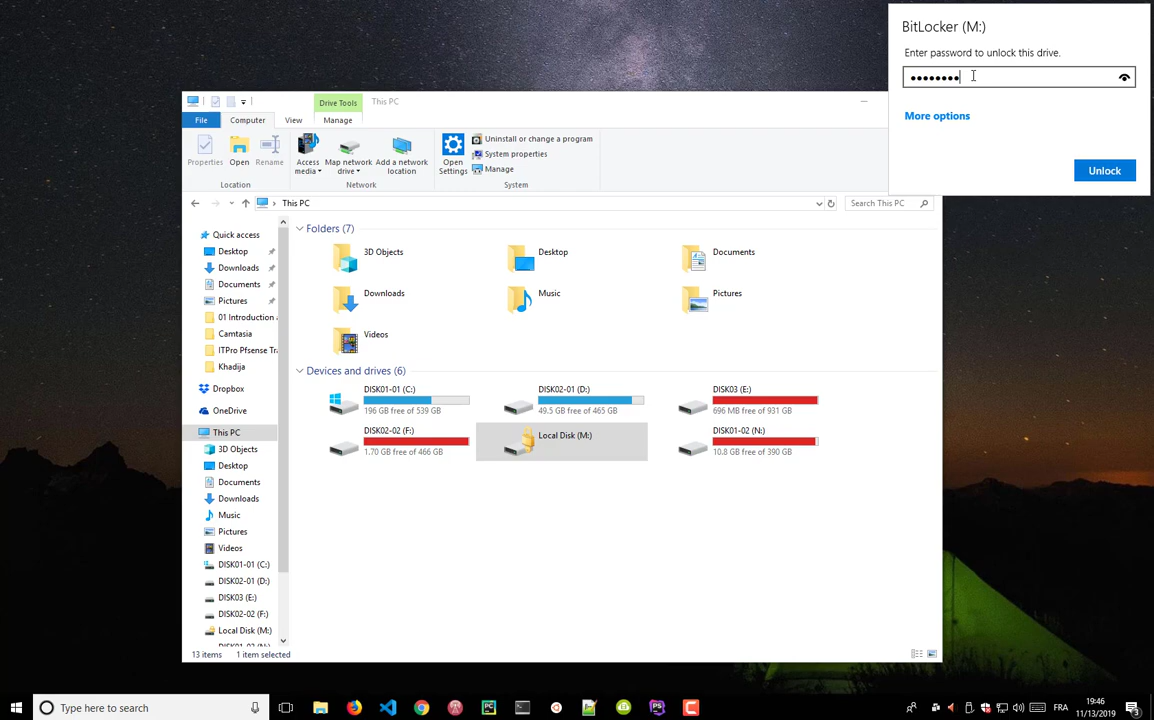 BitLocker (M:)
Enter password to unlock this drive.
••••••••
More options
Unlock
Drive Tools
This PC
File
Computer
View
Manage
Properties
Open
Rename
Access media
Map network drive
Add a network location
Open Settings
Uninstall or change a program
System properties
Manage
Location
Network
System
This PC
Search This PC
Quick access
Desktop
Downloads
Documents
Pictures
01 Introduction
Camtasia
ITPro Pfsense Tra
Khadija
Dropbox
OneDrive
This PC
3D Objects
Desktop
Documents
Downloads
Music
Pictures
Videos
DISK01-01 (C:)
DISK02-01 (D:)
DISK03 (E:)
DISK02-02 (F:)
Local Disk (M:)
Folders (7)
3D Objects
Desktop
Documents
Downloads
Music
Pictures
Videos
Devices and drives (6)
DISK01-01 (C:)
196 GB free of 539 GB
DISK02-01 (D:)
49.5 GB free of 465 GB
DISK03 (E:)
696 MB free of 931 GB
DISK02-02 (F:)
1.70 GB free of 466 GB
Local Disk (M:)
DISK01-02 (N:)
10.8 GB free of 390 GB
13 items
1 item selected
Type here to search
PC
PS
C
FRA
19:46
11/13/2019
3